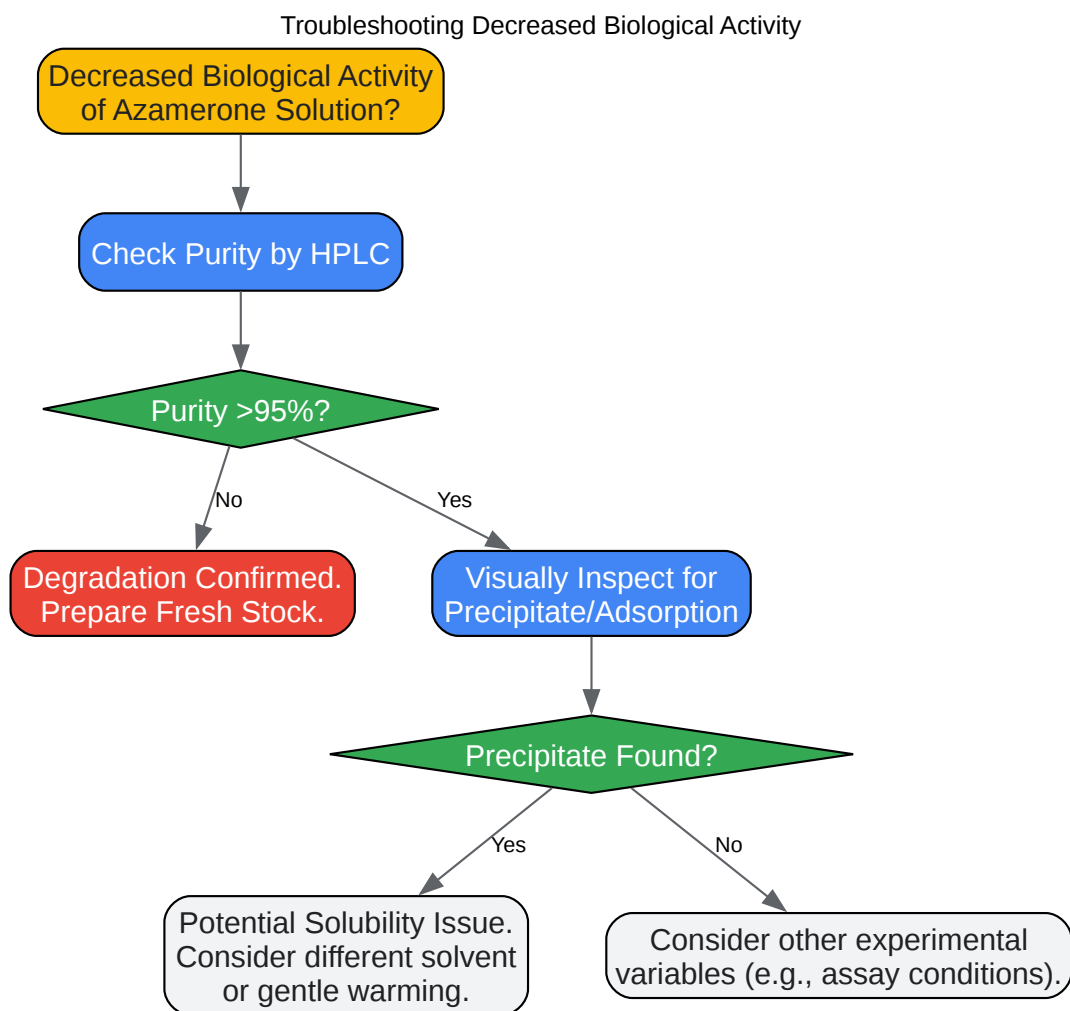 Troubleshooting Decreased Biological Activity
Decreased Biological Activity
of Azamerone Solution?
Check Purity by HPLC
Purity >95%?
No
Yes
Degradation Confirmed.
Prepare Fresh Stock.
Visually Inspect for
Precipitate/Adsorption
Precipitate Found?
Yes
No
Potential Solubility Issue.
Consider different solvent
or gentle warming.
Consider other experimental
variables (e.g., assay conditions).